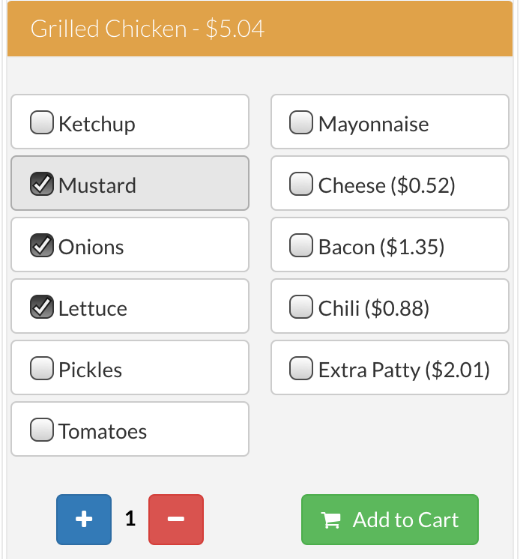 Grilled Chicken - $5.04
Ketchup
Mayonnaise
Mustard
Cheese ($0.52)
Onions
Bacon ($1.35)
Lettuce
Chili ($0.88)
Pickles
Extra Patty ($2.01)
Tomatoes
+ 1 −
Add to Cart